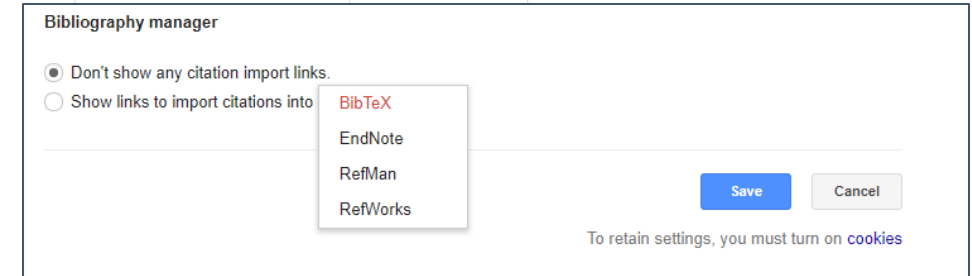 Bibliography manager
Don't show any citation import links.
Show links to import citations into
BibTeX
EndNote
RefMan
RefWorks
Save Cancel
To retain settings, you must turn on cookies